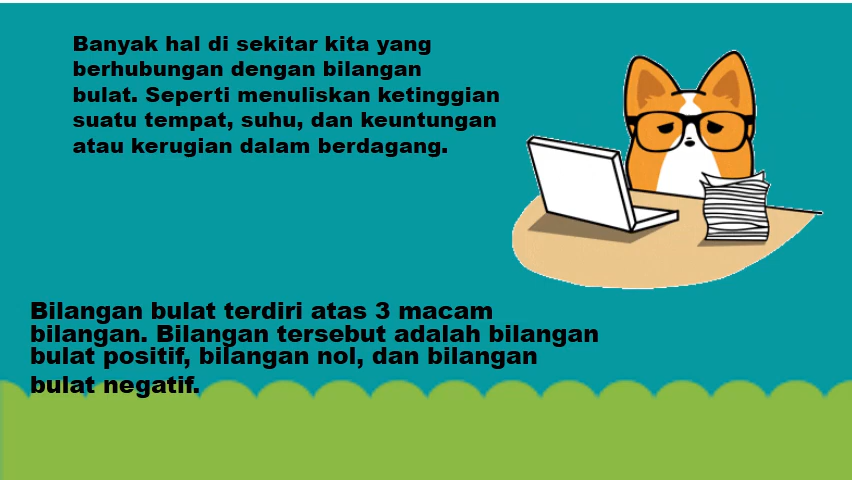 Banyak hal di sekitar kita yang
berhubungan dengan bilangan
bulat. Seperti menuliskan ketinggian
suatu tempat, suhu, dan keuntungan
atau kerugian dalam berdagang.
Bilangan bulat terdiri atas 3 macam
bilangan. Bilangan tersebut adalah bilangan
bulat positif, bilangan nol, dan bilangan
bulat negatif.